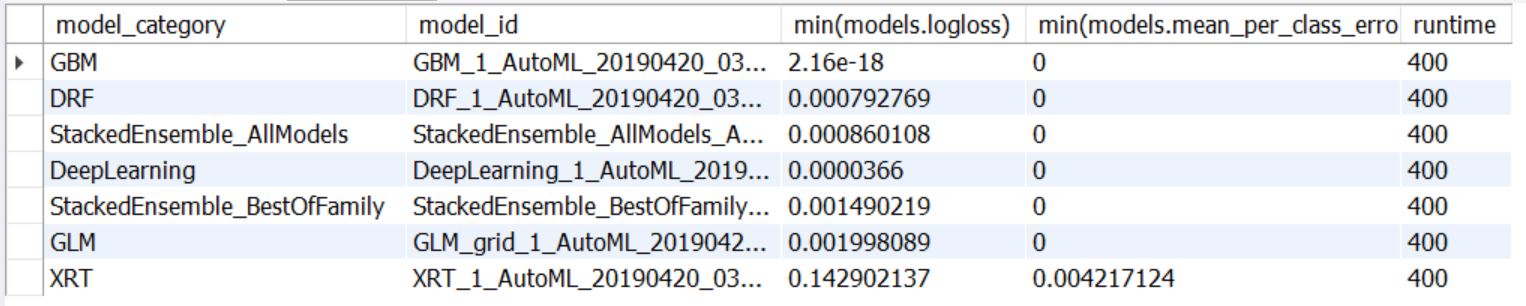 model_category model_id min(models.logloss) min(models.mean_per_class_erro runtime
GBM GBM_1_AutoML_20190420_03... 2.16e-18 0 400
DRF DRF_1_AutoML_20190420_03... 0.000792769 0 400
StackedEnsemble_AllModels StackedEnsemble_AllModels_A... 0.000860108 0 400
DeepLearning DeepLearning_1_AutoML_2019... 0.0000366 0 400
StackedEnsemble_BestOfFamily StackedEnsemble_BestOfFamily... 0.001490219 0 400
GLM GLM_grid_1_AutoML_2019042... 0.001998089 0 400
XRT XRT_1_AutoML_20190420_03... 0.142902137 0.004217124 400